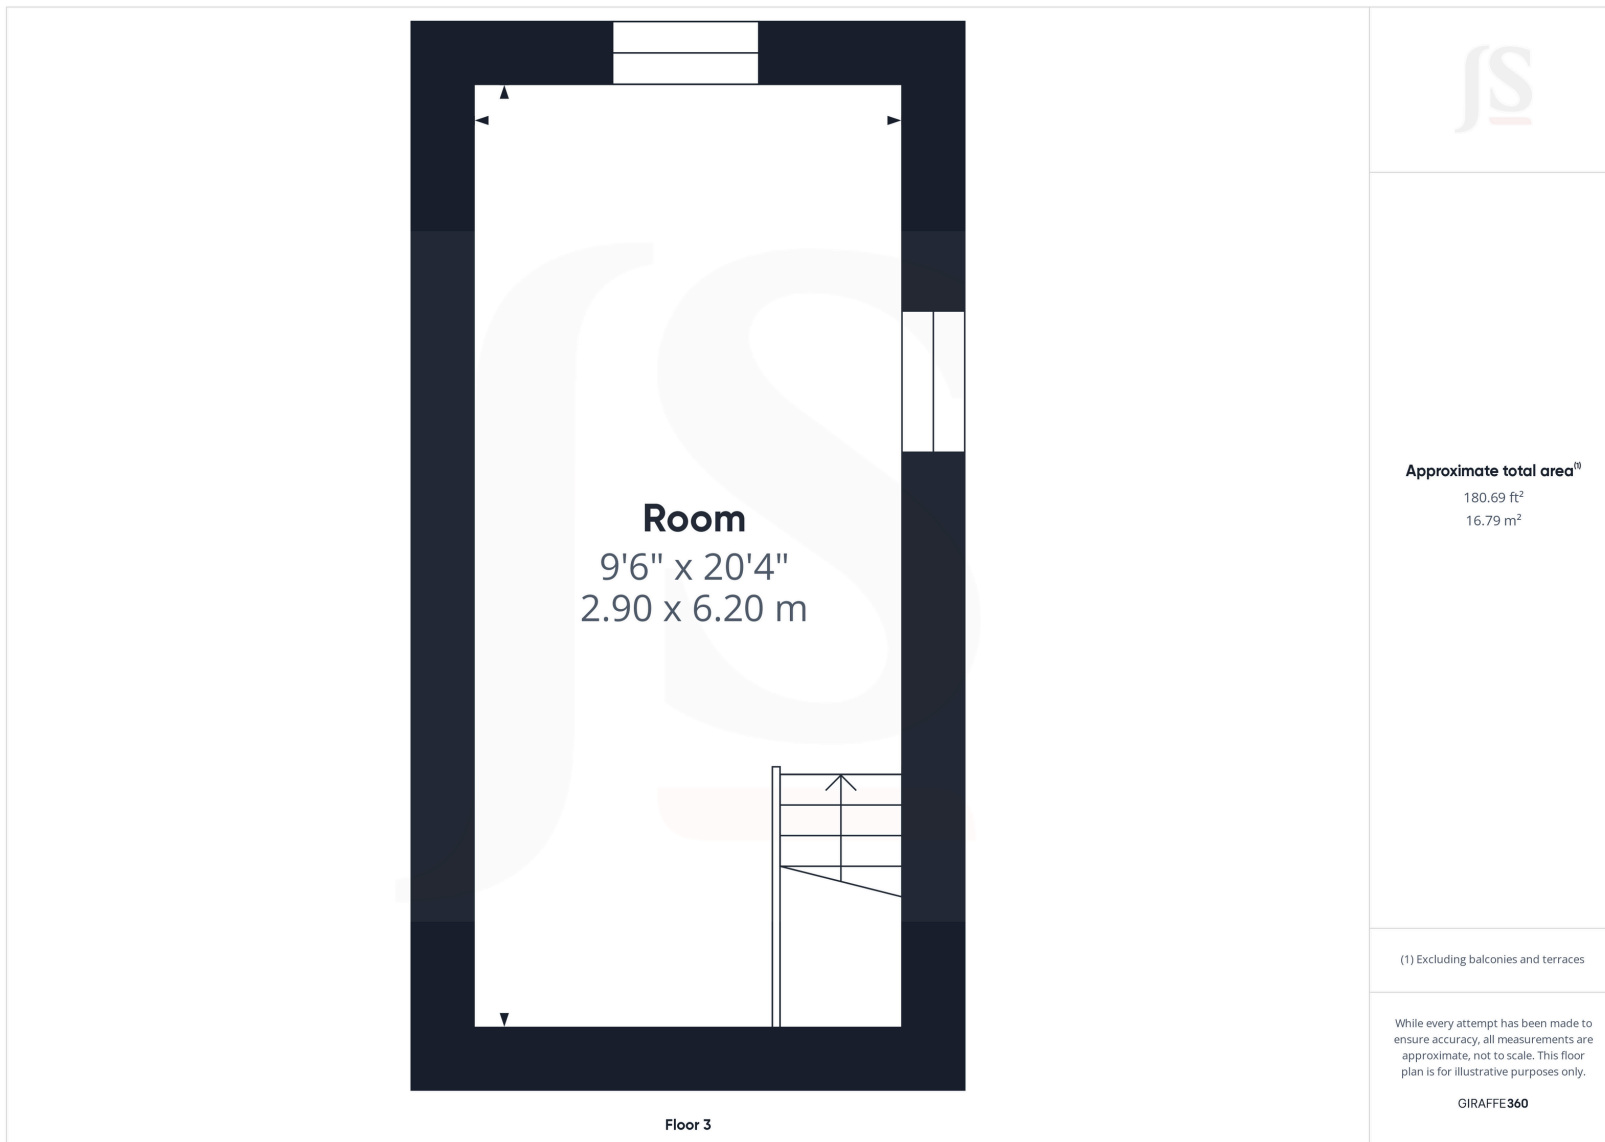 JS
Approximate total area(1)
180.69 ft²
16.79 m²
Room
9'6" x 20'4"
2.90 x 6.20 m
(1) Excluding balconies and terraces
While every attempt has been made to
ensure accuracy, all measurements are
approximate, not to scale. This floor
plan is for illustrative purposes only.
GIRAFFE360
Floor 3